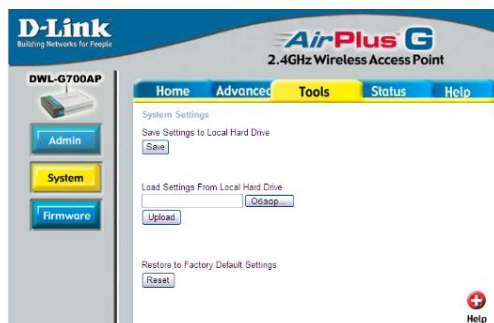 D-Link
Building Networks for People
AirPlus G
2.4GHz Wireless Access Point
DWL-G700AP
Home Advanced Tools Status Help
Admin
System
Firmware
System Settings
Save Settings to Local Hard Drive
Save
Load Settings From Local Hard Drive
Обзор...
Upload
Restore to Factory Default Settings
Reset
Help